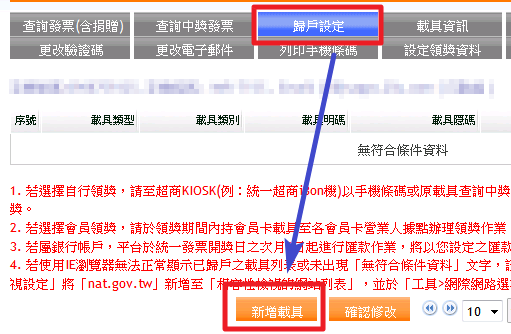 查詢發票(含捐贈) 查詢中獎發票 歸戶設定 載具資訊
更改驗證碼 更改電子郵件 列印手機條碼 設定領獎資料
序號 載具類型 載具類別 載具明碼 載具隱碼
無符合條件資料
1. 若選擇自行領獎，請至超商KIOSK(例：統一超商ibon機)以手機條碼或原載具查詢中獎
獎。
2. 若選擇會員領獎，請於領獎期間內持會員卡載具至各會員卡營業人據點辦理領獎作業
3. 若屬銀行帳戶，平台於統一發票開獎日之次月 起進行匯款作業，將以您設定之匯款
4. 若使用IE瀏覽器無法正常顯示已歸戶之載具列表或未出現「無符合條件資料」文字，請
視設定」將「nat.gov.tw」新增至「相容性檢視的網站列表」，並於「工具>網際網路選
新增載具 確認修改 10